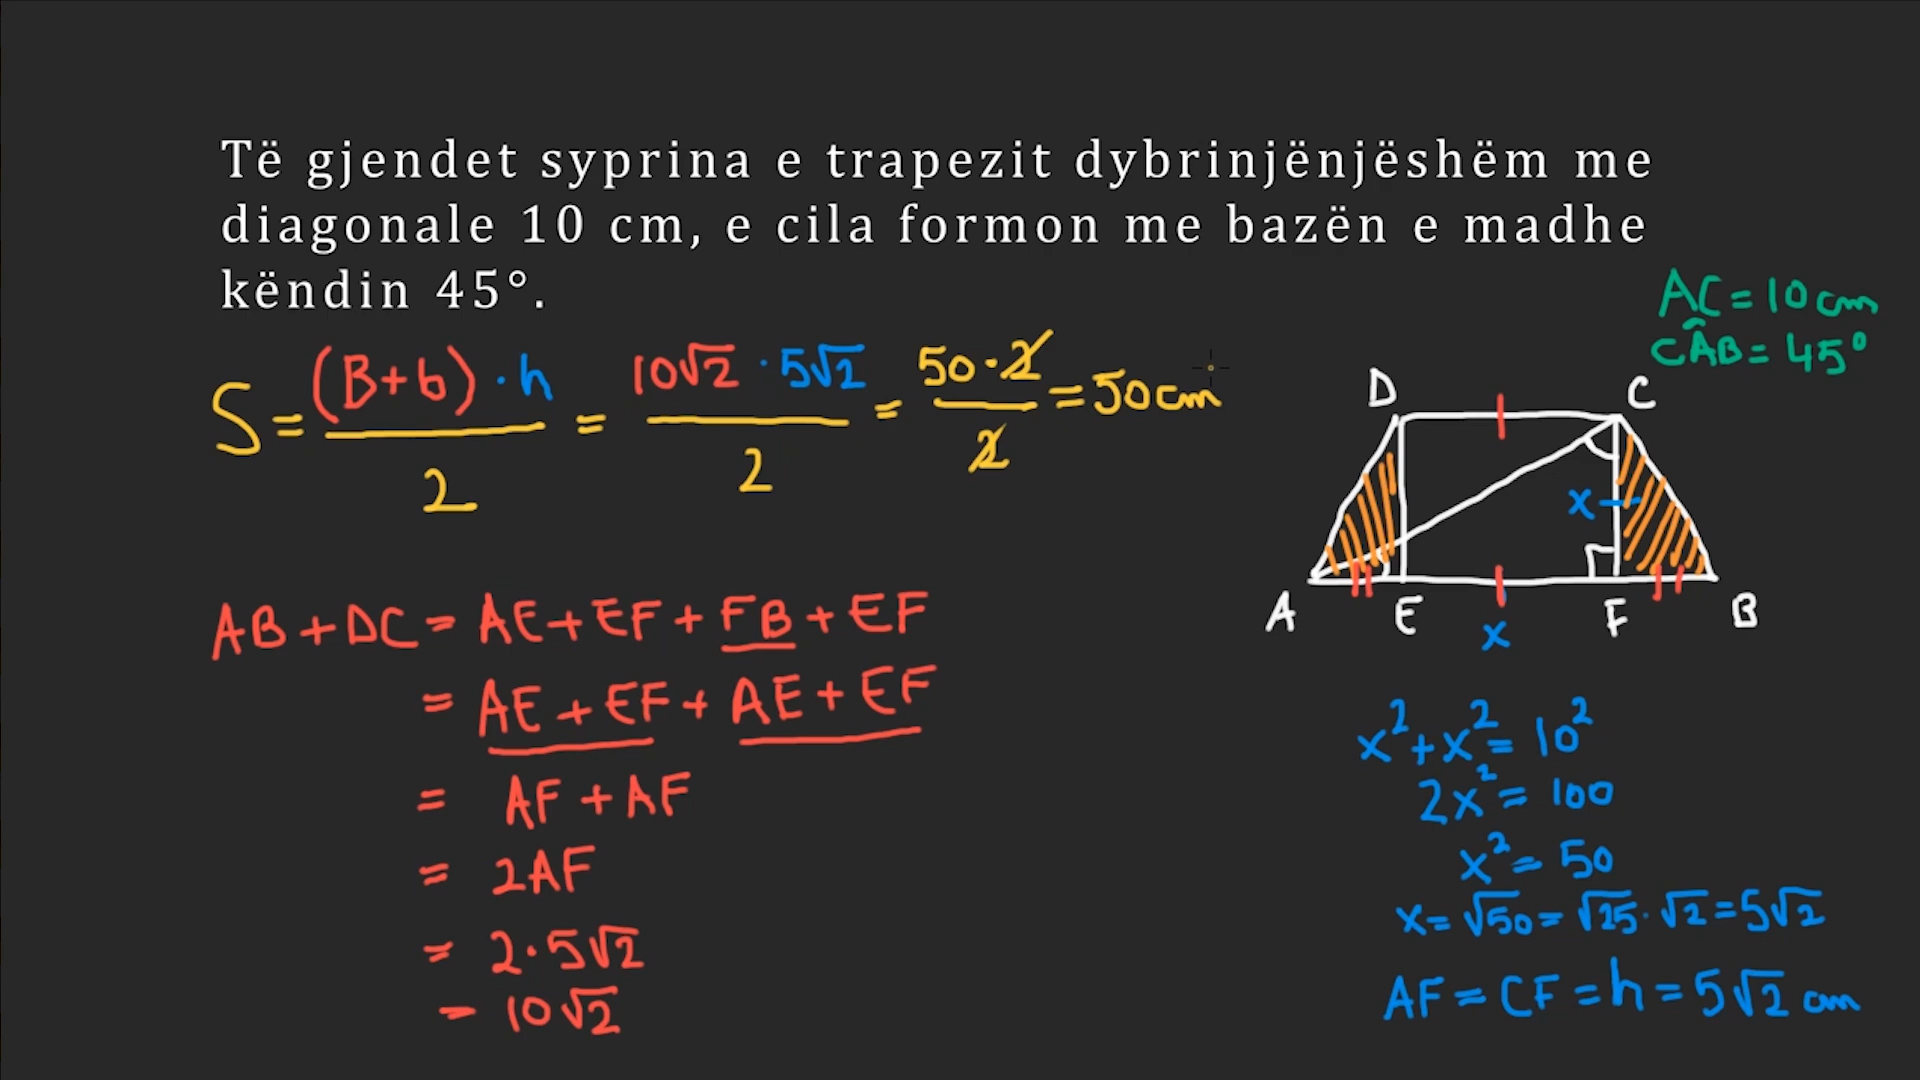 Të gjendet syprina e trapezit dybrinjënjëshëm me
diagonale 10 cm, e cila formon me bazën e madhe
këndin 45°.
AC = 10 cm
CÂB = 45°
S = (B+b)·h / 2 = 10√2 · 5√2 / 2 = 50·2 / 2 = 50cm
D C
x
A E F B
x
AB + DC = AE + EF + FB + EF
= AE + EF + AE + EF
= AF + AF
= 2AF
= 2·5√2
= 10√2
x² + x² = 10²
2x² = 100
x² = 50
x = √50 = √25 · √2 = 5√2
AF = CF = h = 5√2 cm